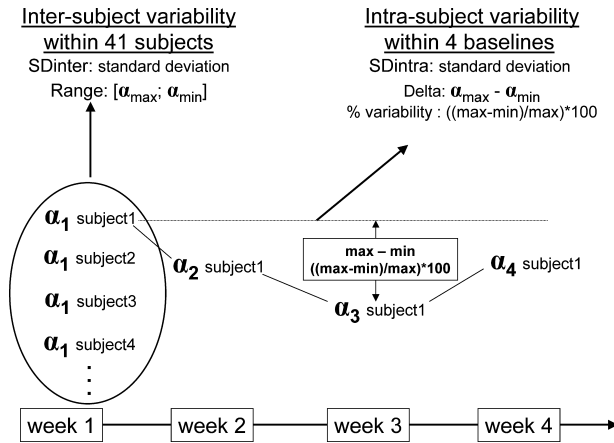 Inter-subject variability
within 41 subjects
SDinter: standard deviation
Range: [αmax; αmin]
Intra-subject variability
within 4 baselines
SDintra: standard deviation
Delta: αmax - αmin
% variability : ((max-min)/max)*100
α1 subject1
α1 subject2
α1 subject3
α1 subject4
α2 subject1
max – min
((max-min)/max)*100
α3 subject1
α4 subject1
week 1
week 2
week 3
week 4